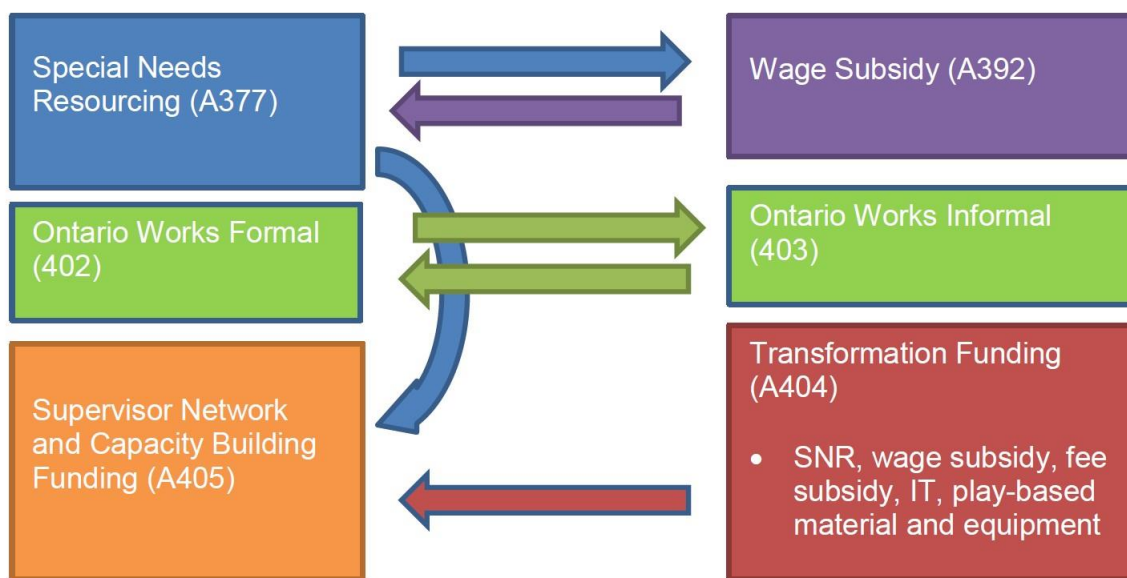 Special Needs
Resourcing (A377)
Wage Subsidy (A392)
Ontario Works Formal
(402)
Ontario Works Informal
(403)
Supervisor Network
and Capacity Building
Funding (A405)
Transformation Funding
(A404)
• SNR, wage subsidy, fee
subsidy, IT, play-based
material and equipment